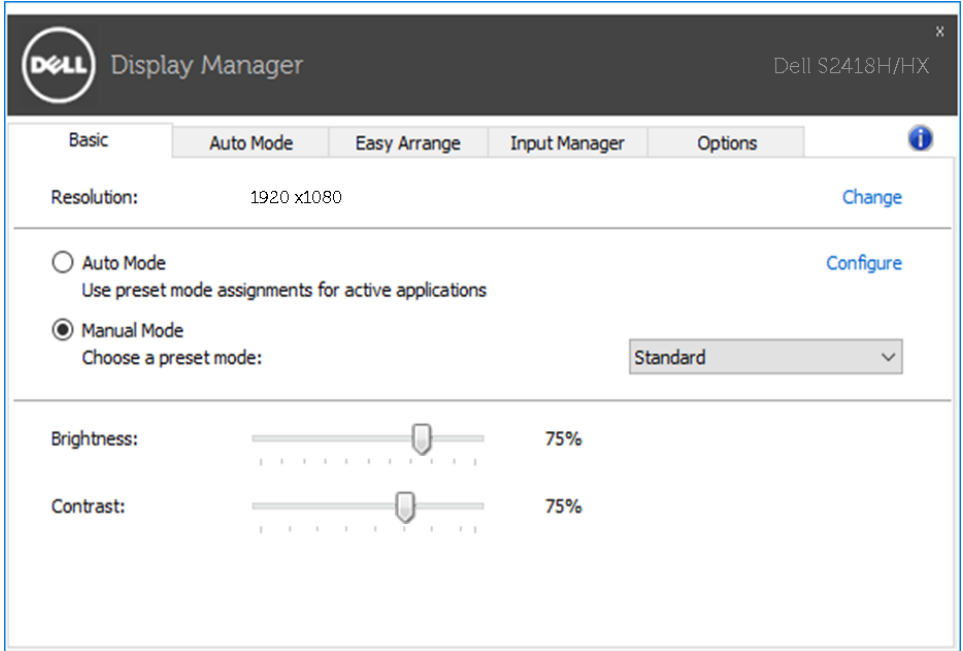 x
DELL Display Manager
Dell S2418H/HX
Basic Auto Mode Easy Arrange Input Manager Options i
Resolution: 1920 x1080 Change
Auto Mode Configure
Use preset mode assignments for active applications
Manual Mode
Choose a preset mode: Standard
Brightness: 75%
Contrast: 75%